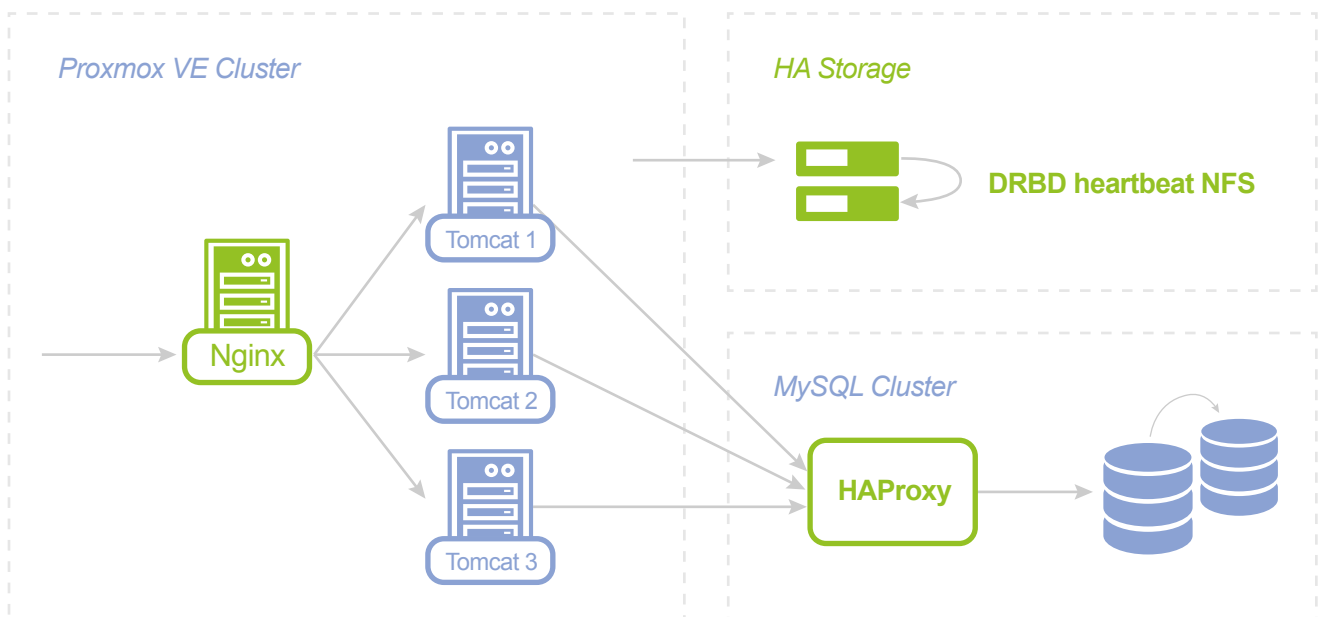 Proxmox VE Cluster
HA Storage
DRBD heartbeat NFS
Tomcat 1
Nginx
Tomcat 2
MySQL Cluster
HAProxy
Tomcat 3